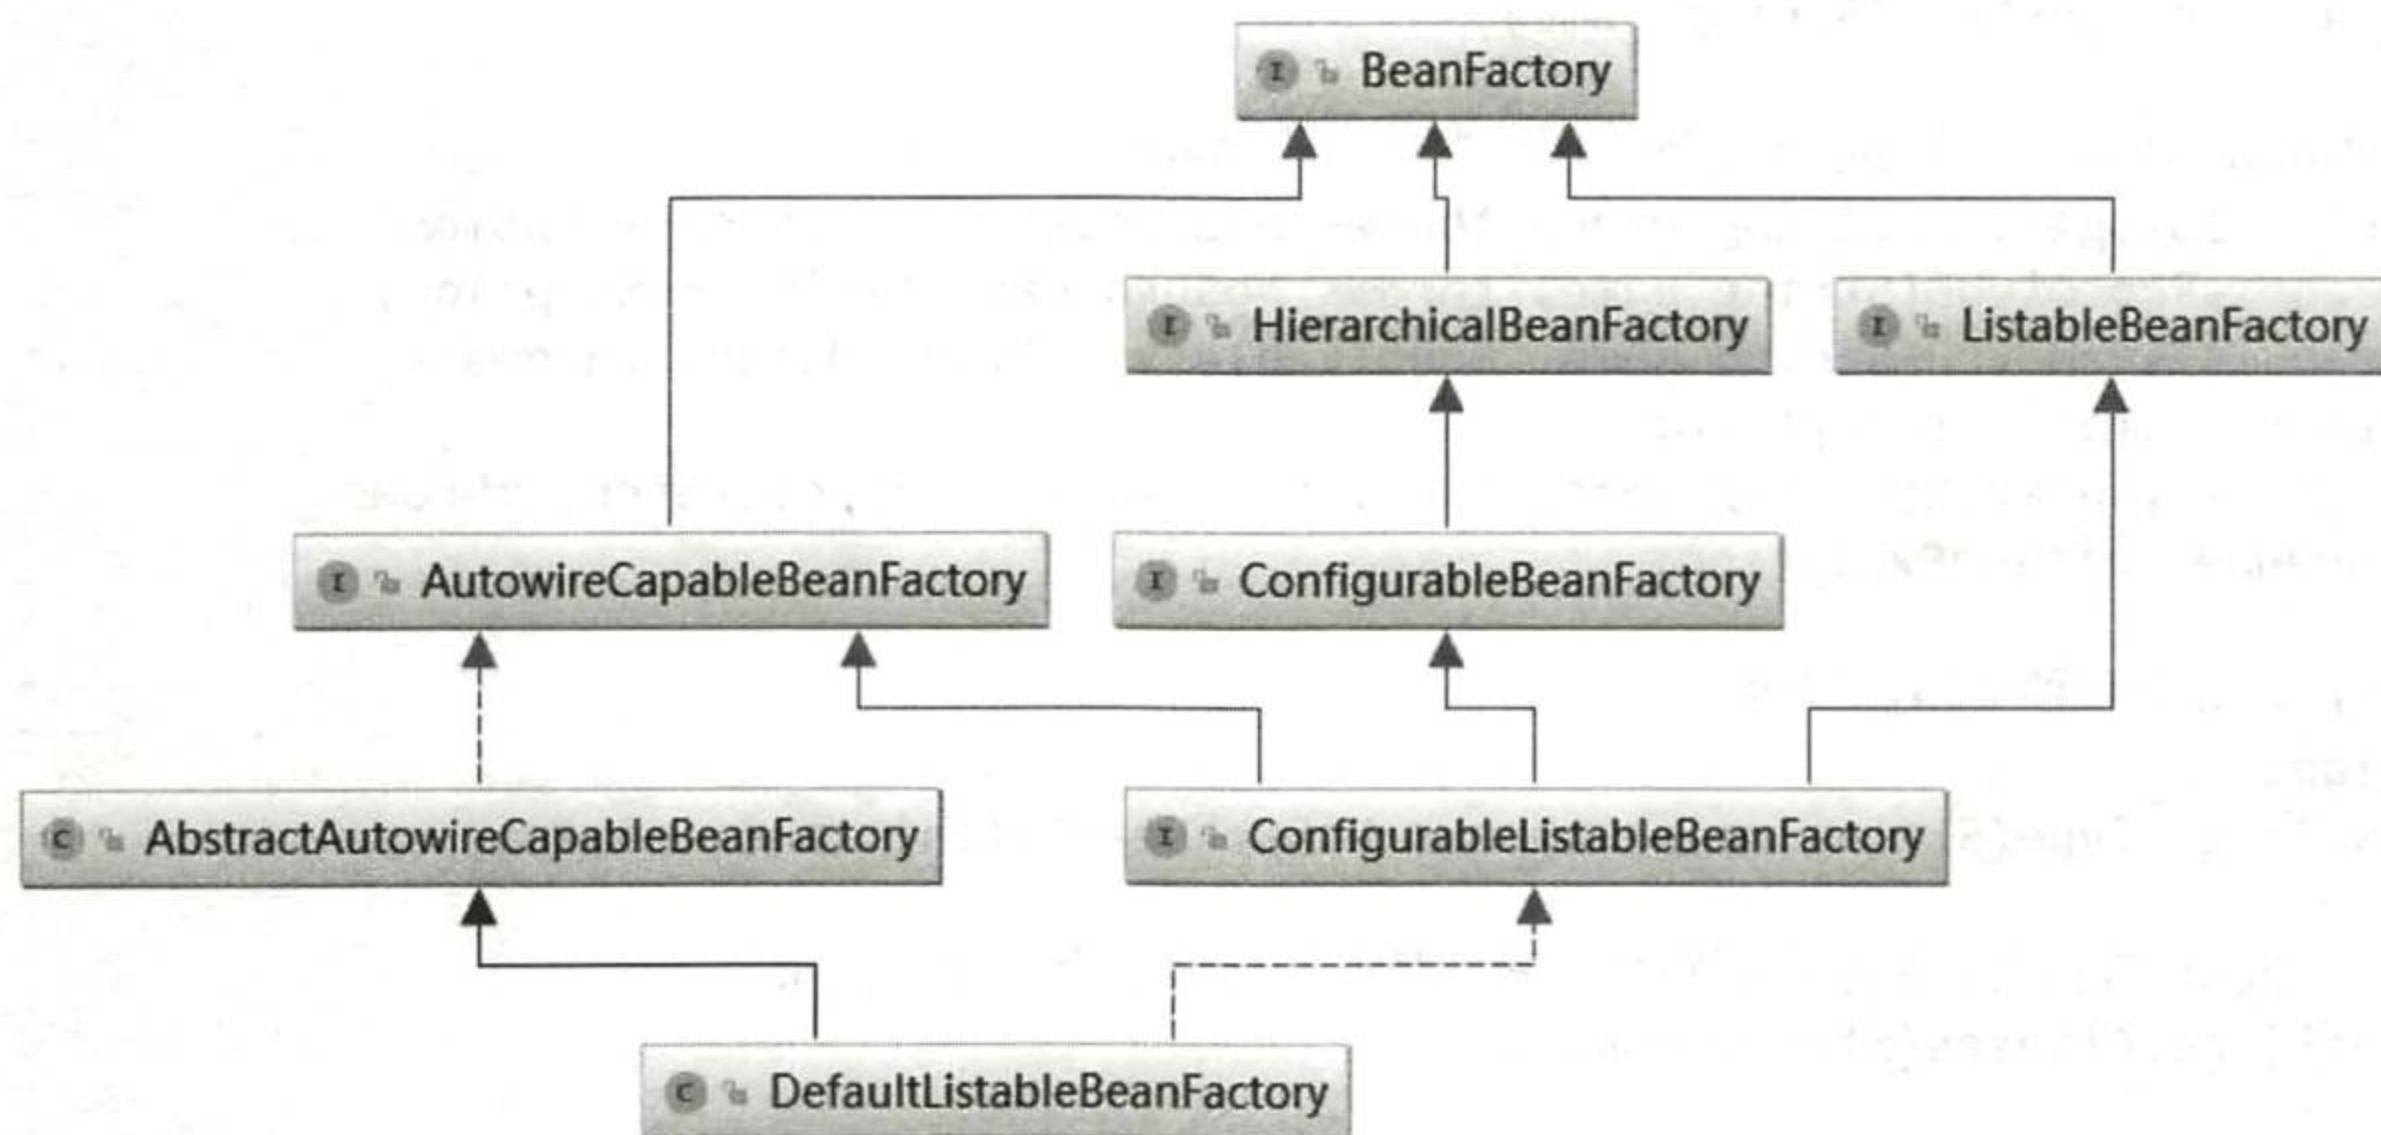 I BeanFactory
I HierarchicalBeanFactory
I ListableBeanFactory
I AutowireCapableBeanFactory
I ConfigurableBeanFactory
C AbstractAutowireCapableBeanFactory
I ConfigurableListableBeanFactory
C DefaultListableBeanFactory